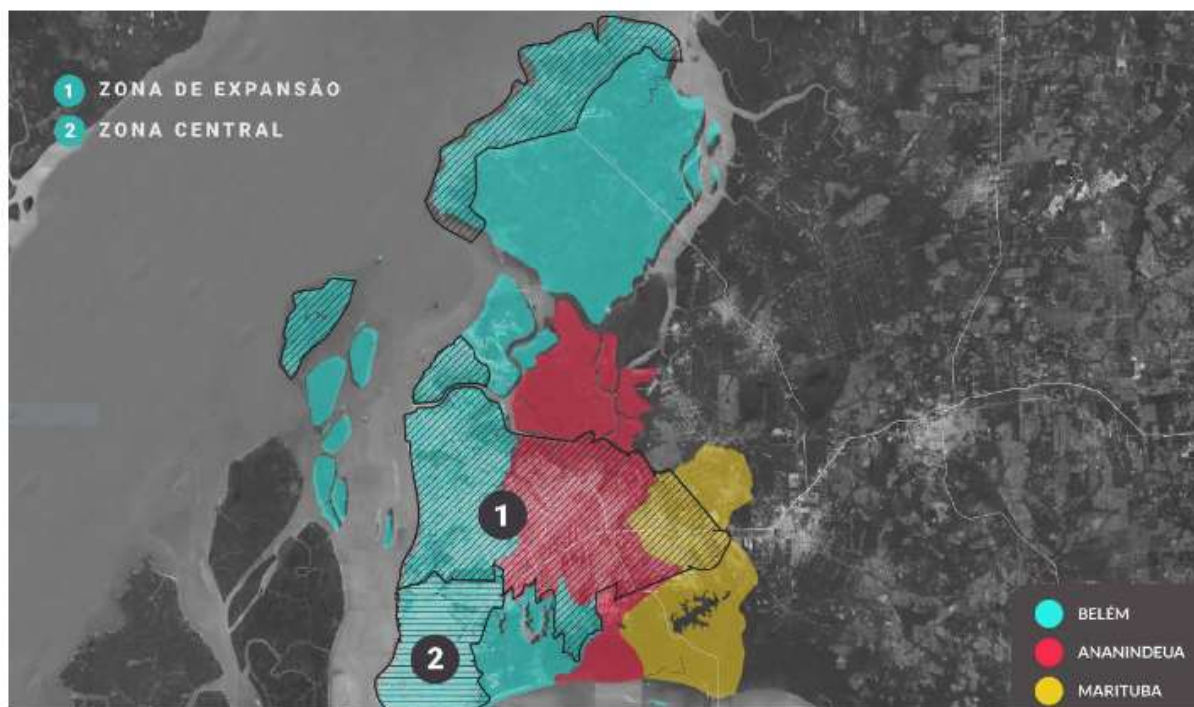 1 ZONA DE EXPANSÃO
2 ZONA CENTRAL
1
2
BELÉM
ANANINDEUA
MARITUBA